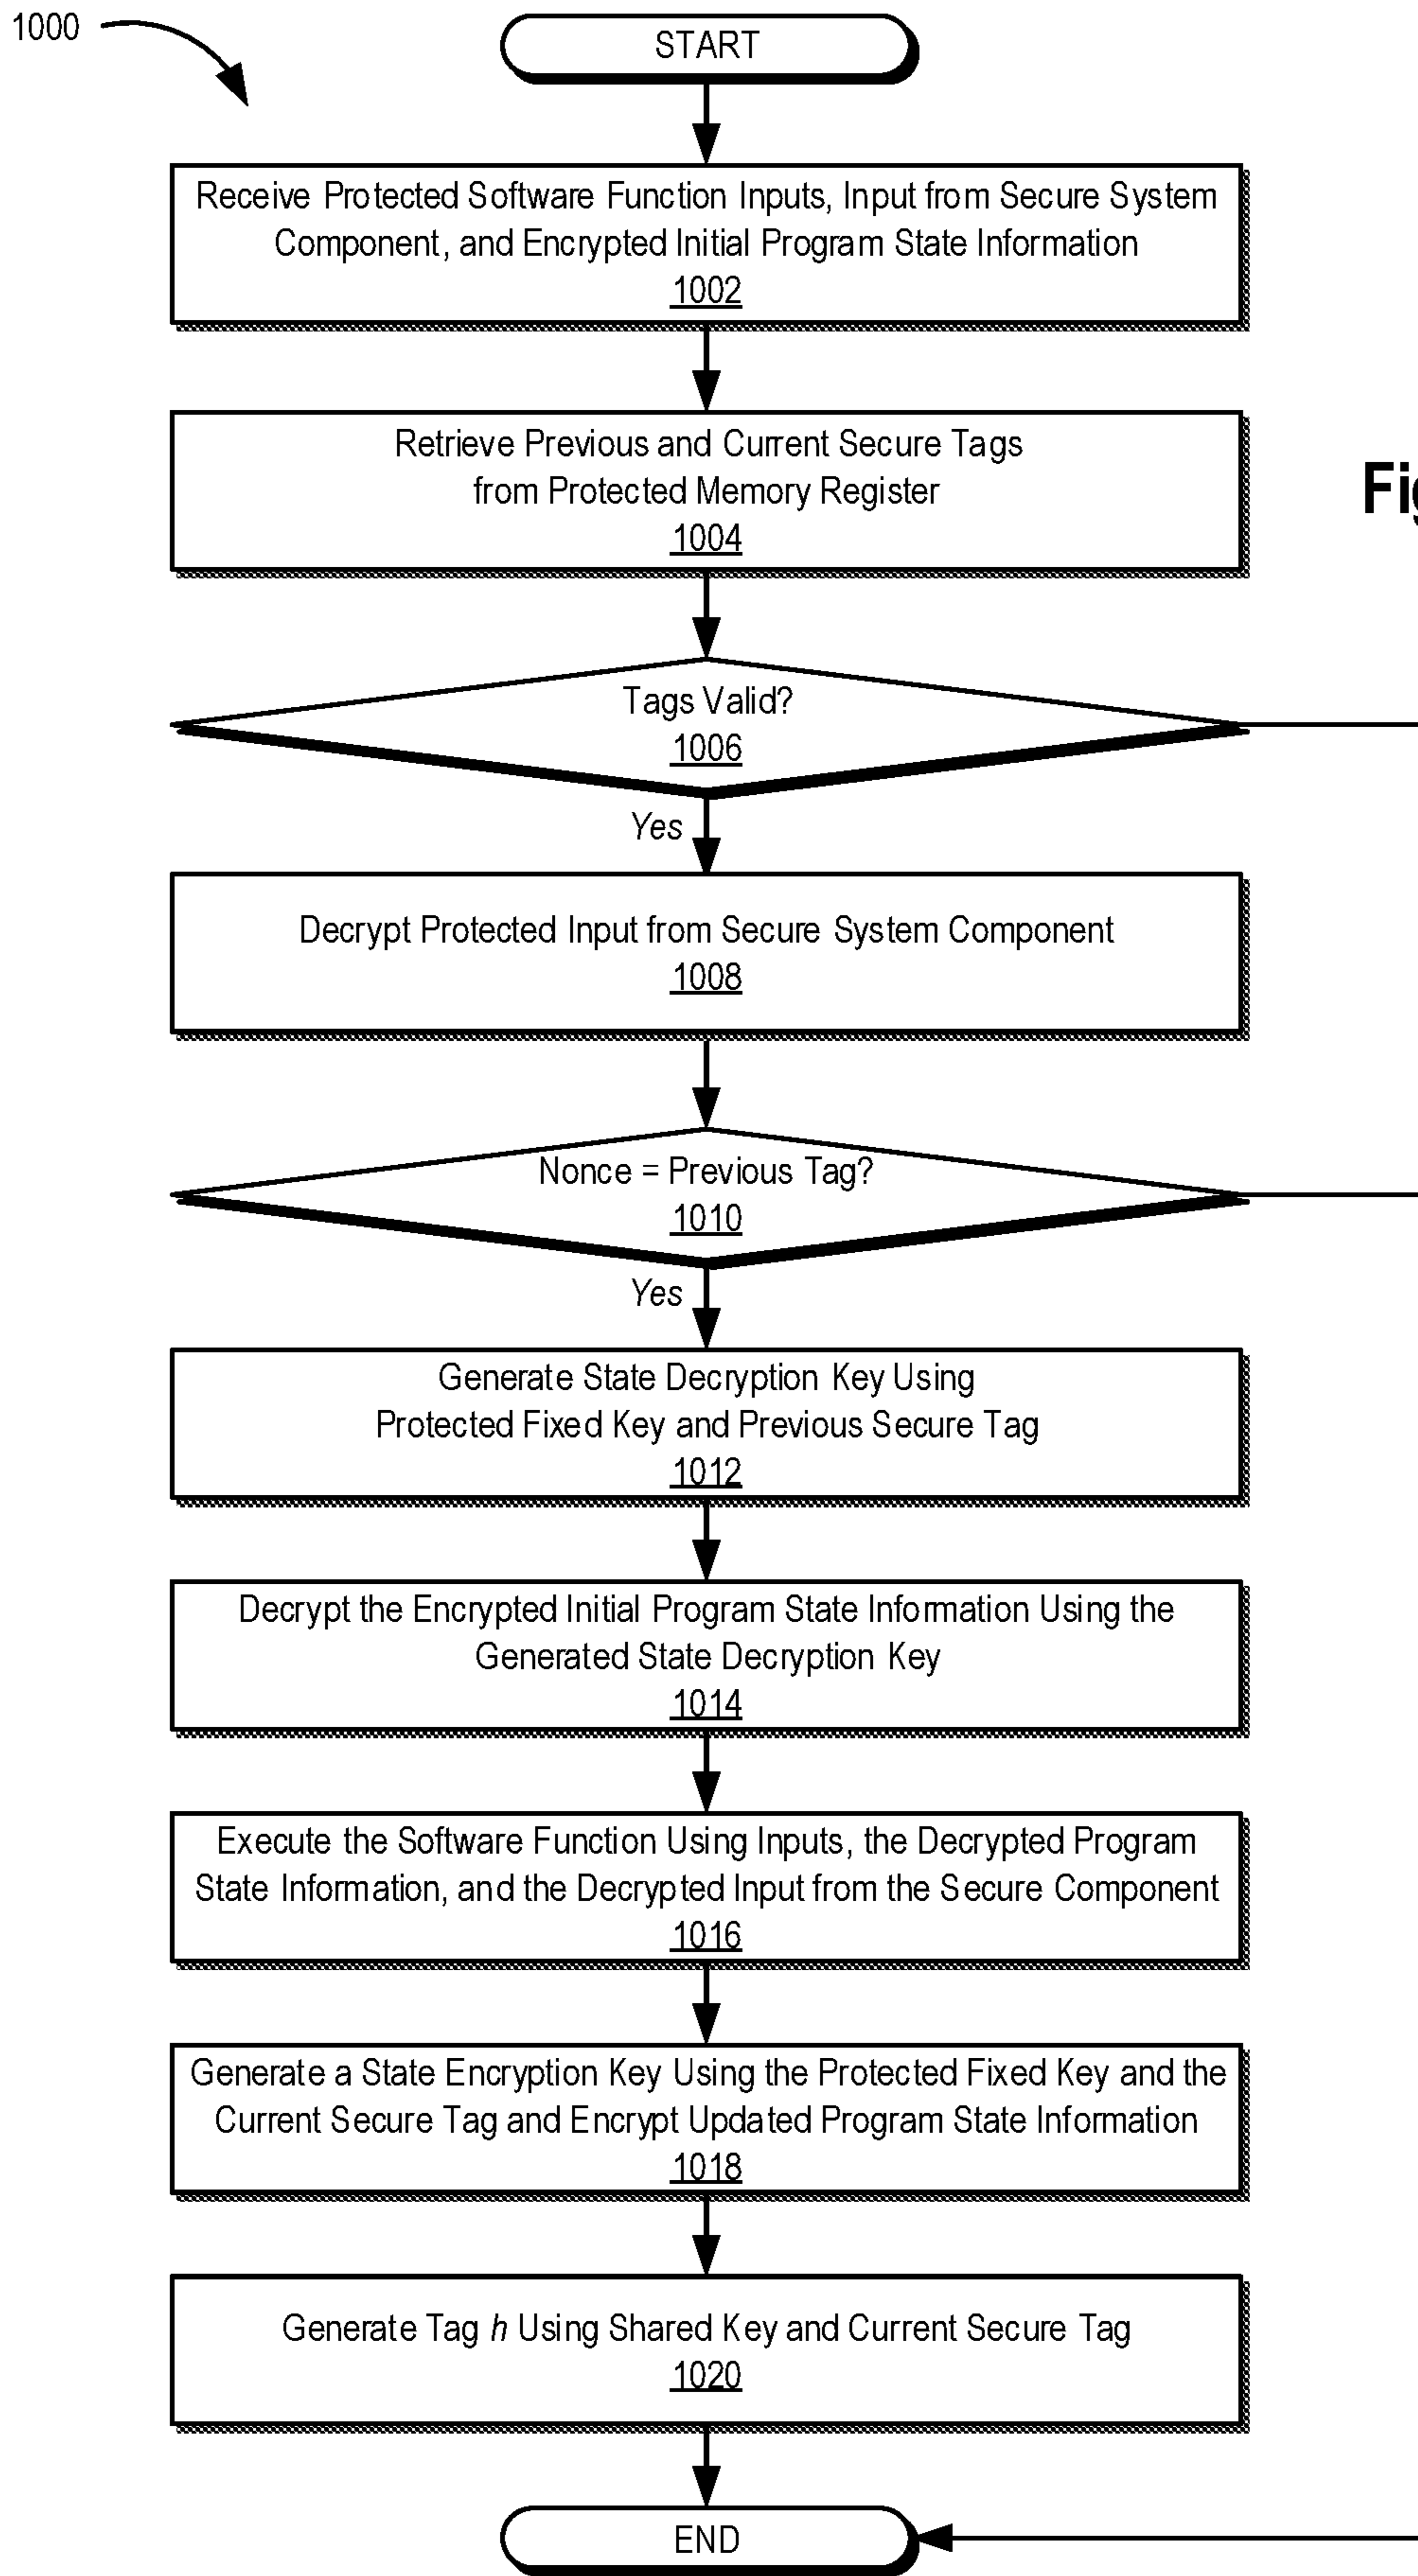 1000
START
Receive Protected Software Function Inputs, Input from Secure System
Component, and Encrypted Initial Program State Information
1002
Retrieve Previous and Current Secure Tags
from Protected Memory Register
1004
Tags Valid?
1006
Yes
Decrypt Protected Input from Secure System Component
1008
Nonce = Previous Tag?
1010
Yes
Generate State Decryption Key Using
Protected Fixed Key and Previous Secure Tag
1012
Decrypt the Encrypted Initial Program State Information Using the
Generated State Decryption Key
1014
Execute the Software Function Using Inputs, the Decrypted Program
State Information, and the Decrypted Input from the Secure Component
1016
Generate a State Encryption Key Using the Protected Fixed Key and the
Current Secure Tag and Encrypt Updated Program State Information
1018
Generate Tag h Using Shared Key and Current Secure Tag
1020
END